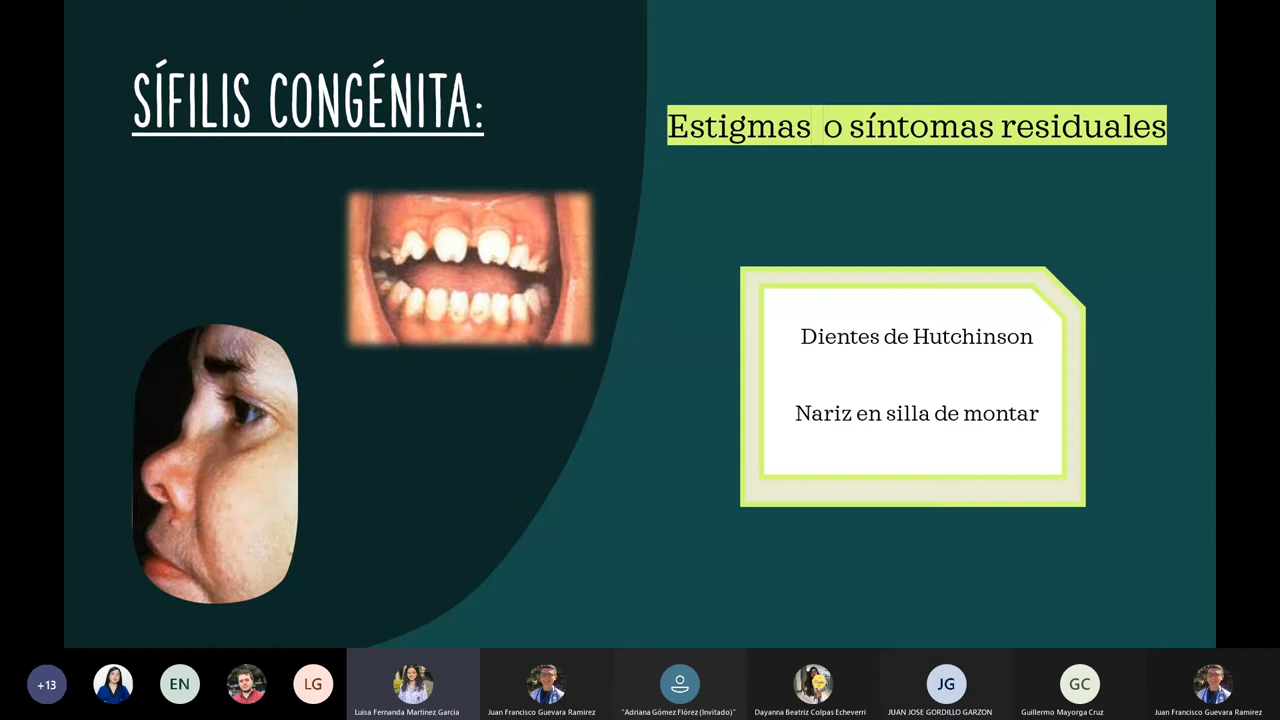 SÍFILIS CONGÉNITA:
Estigmas o síntomas residuales
Dientes de Hutchinson
Nariz en silla de montar
+13
EN
LG
JG
GC
Luisa Fernanda Martinez Garcia
Juan Francisco Guevara Ramirez
"Adriana Gómez Flórez (Invitado)"
Dayanna Beatriz Colpas Echeverri
JUAN JOSE GORDILLO GARZON
Guillermo Mayorga Cruz
Juan Francisco Guevara Ramirez